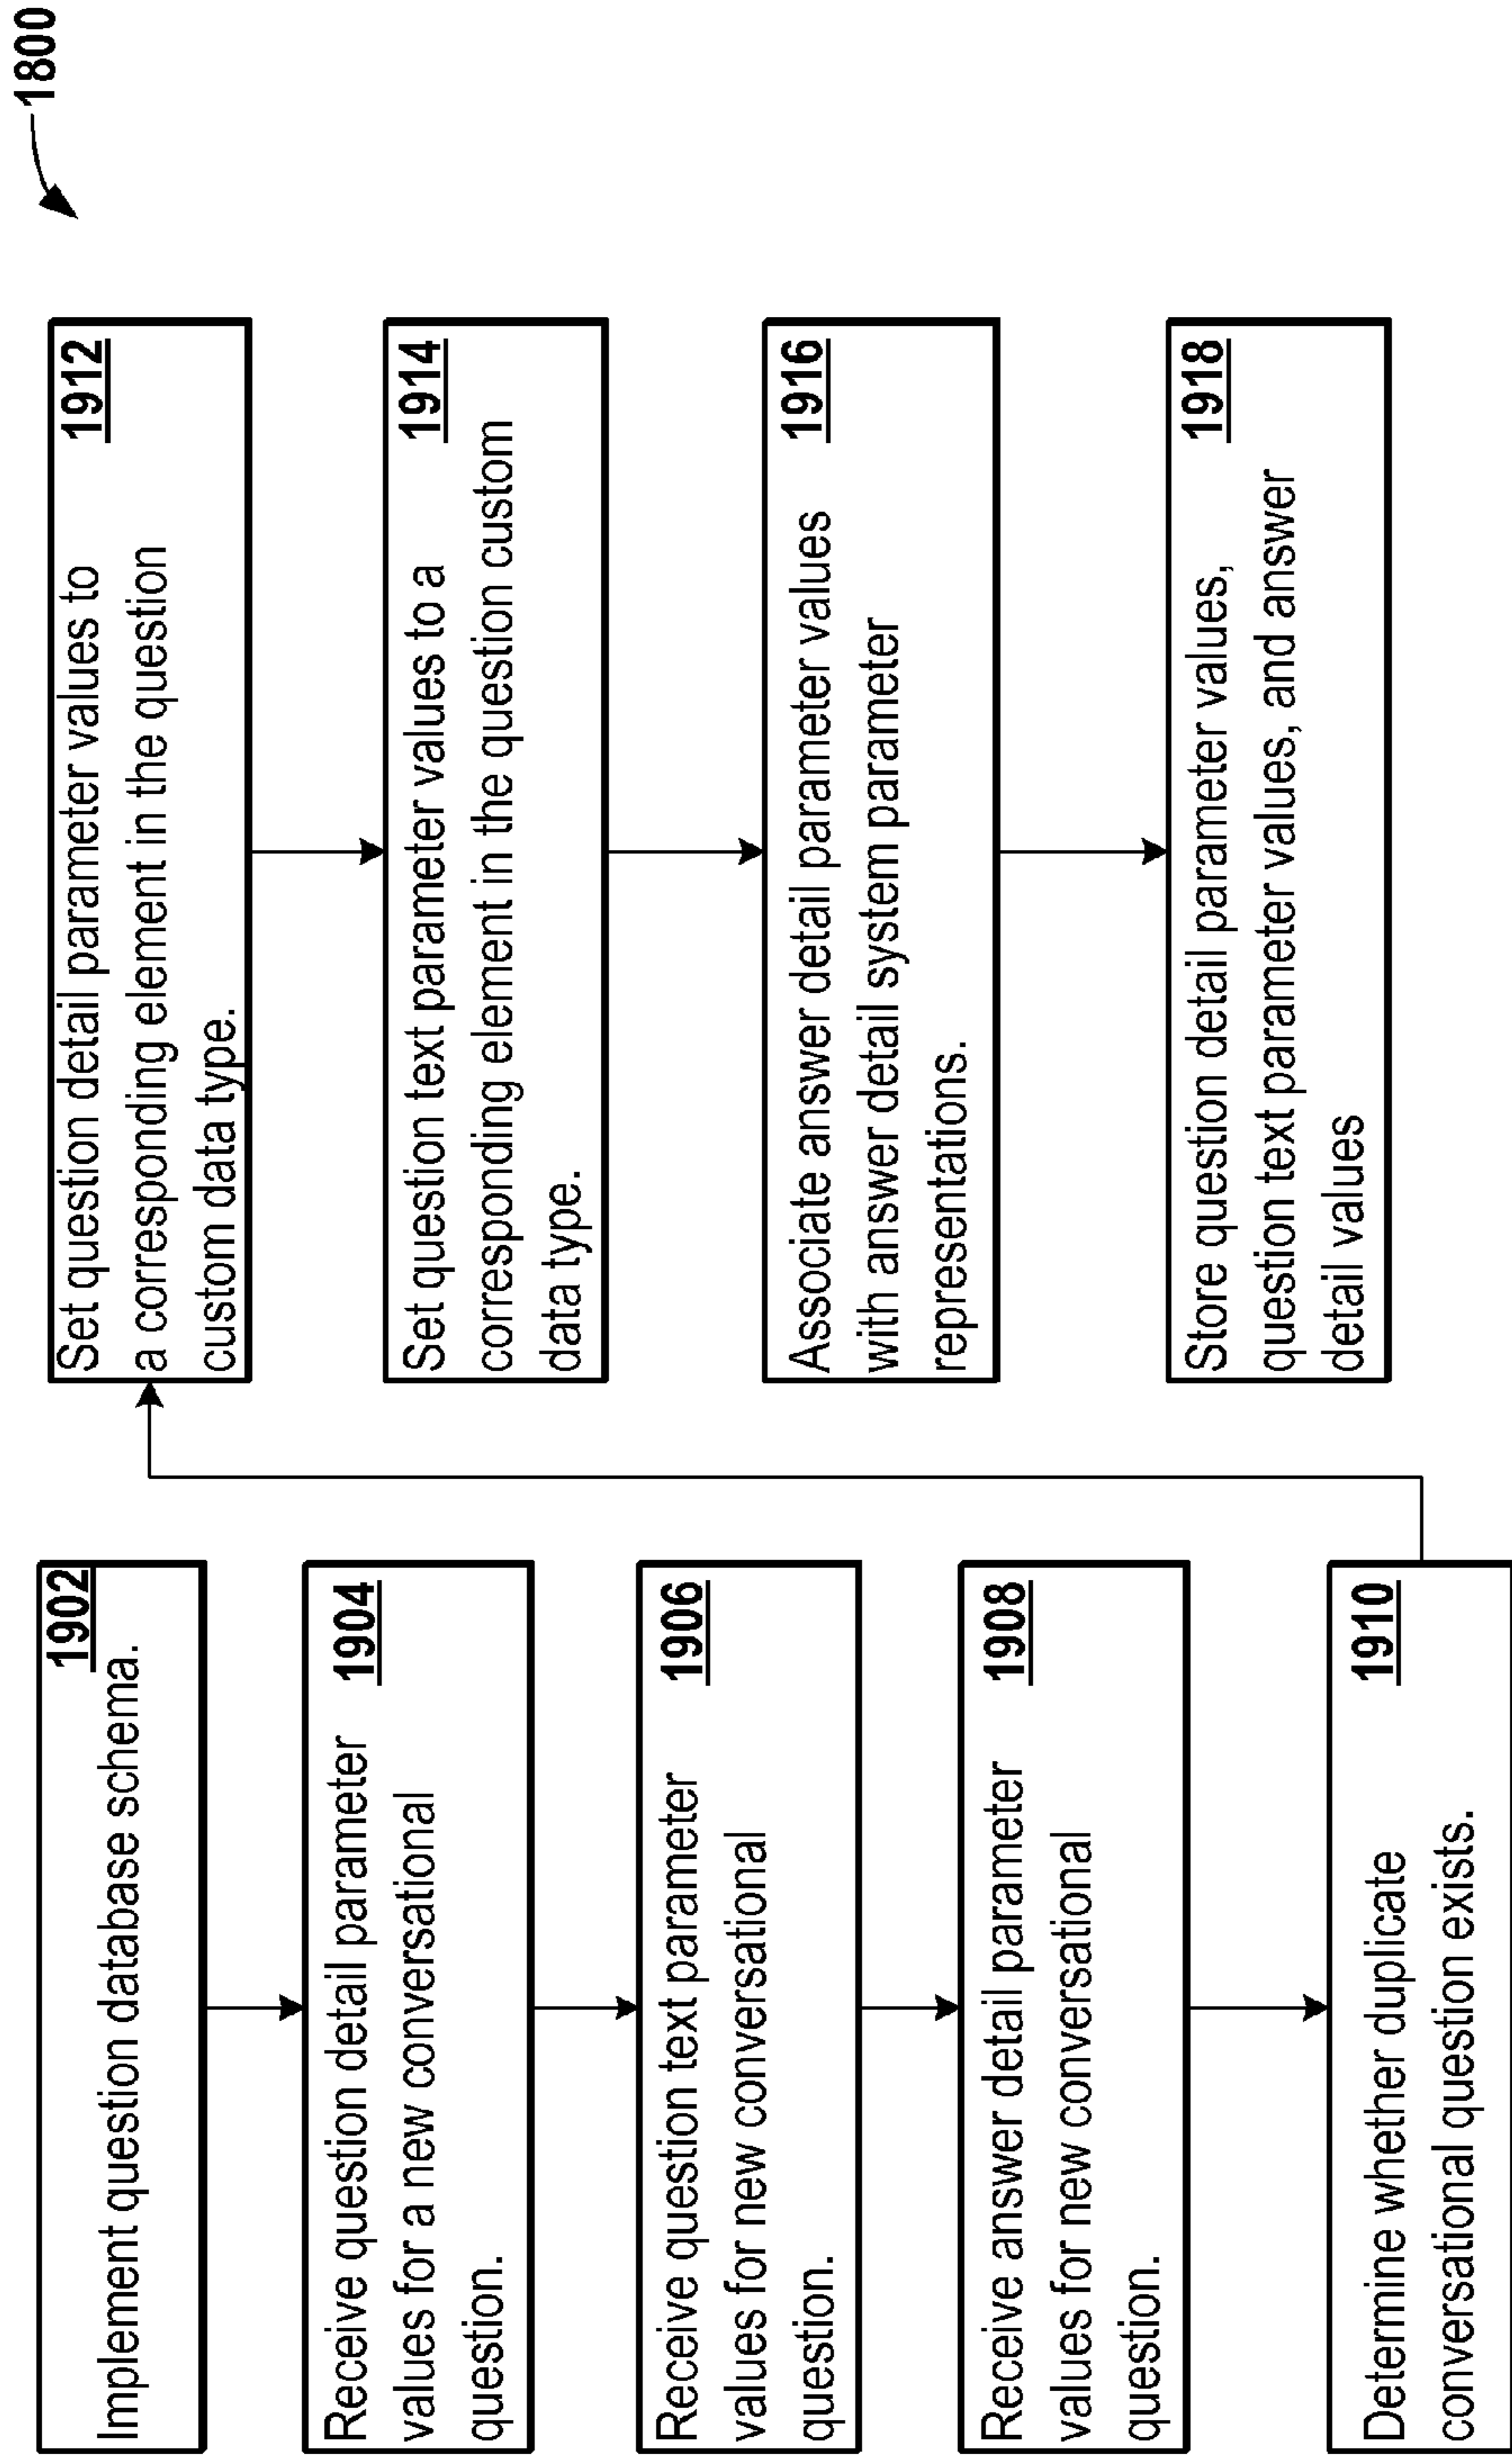 1800
1902
Implement question database schema.
Receive question detail parameter 1904
values for a new conversational
question.
Receive question text parameter 1906
values for new conversational
question.
Receive answer detail parameter 1908
values for new conversational
question.
Determine whether duplicate 1910
conversational question exists.
Set question detail parameter values to 1912
a corresponding element in the question
custom data type.
Set question text parameter values to a 1914
corresponding element in the question custom
data type.
Associate answer detail parameter values 1916
with answer detail system parameter
representations.
Store question detail parameter values, 1918
question text parameter values, and answer
detail values